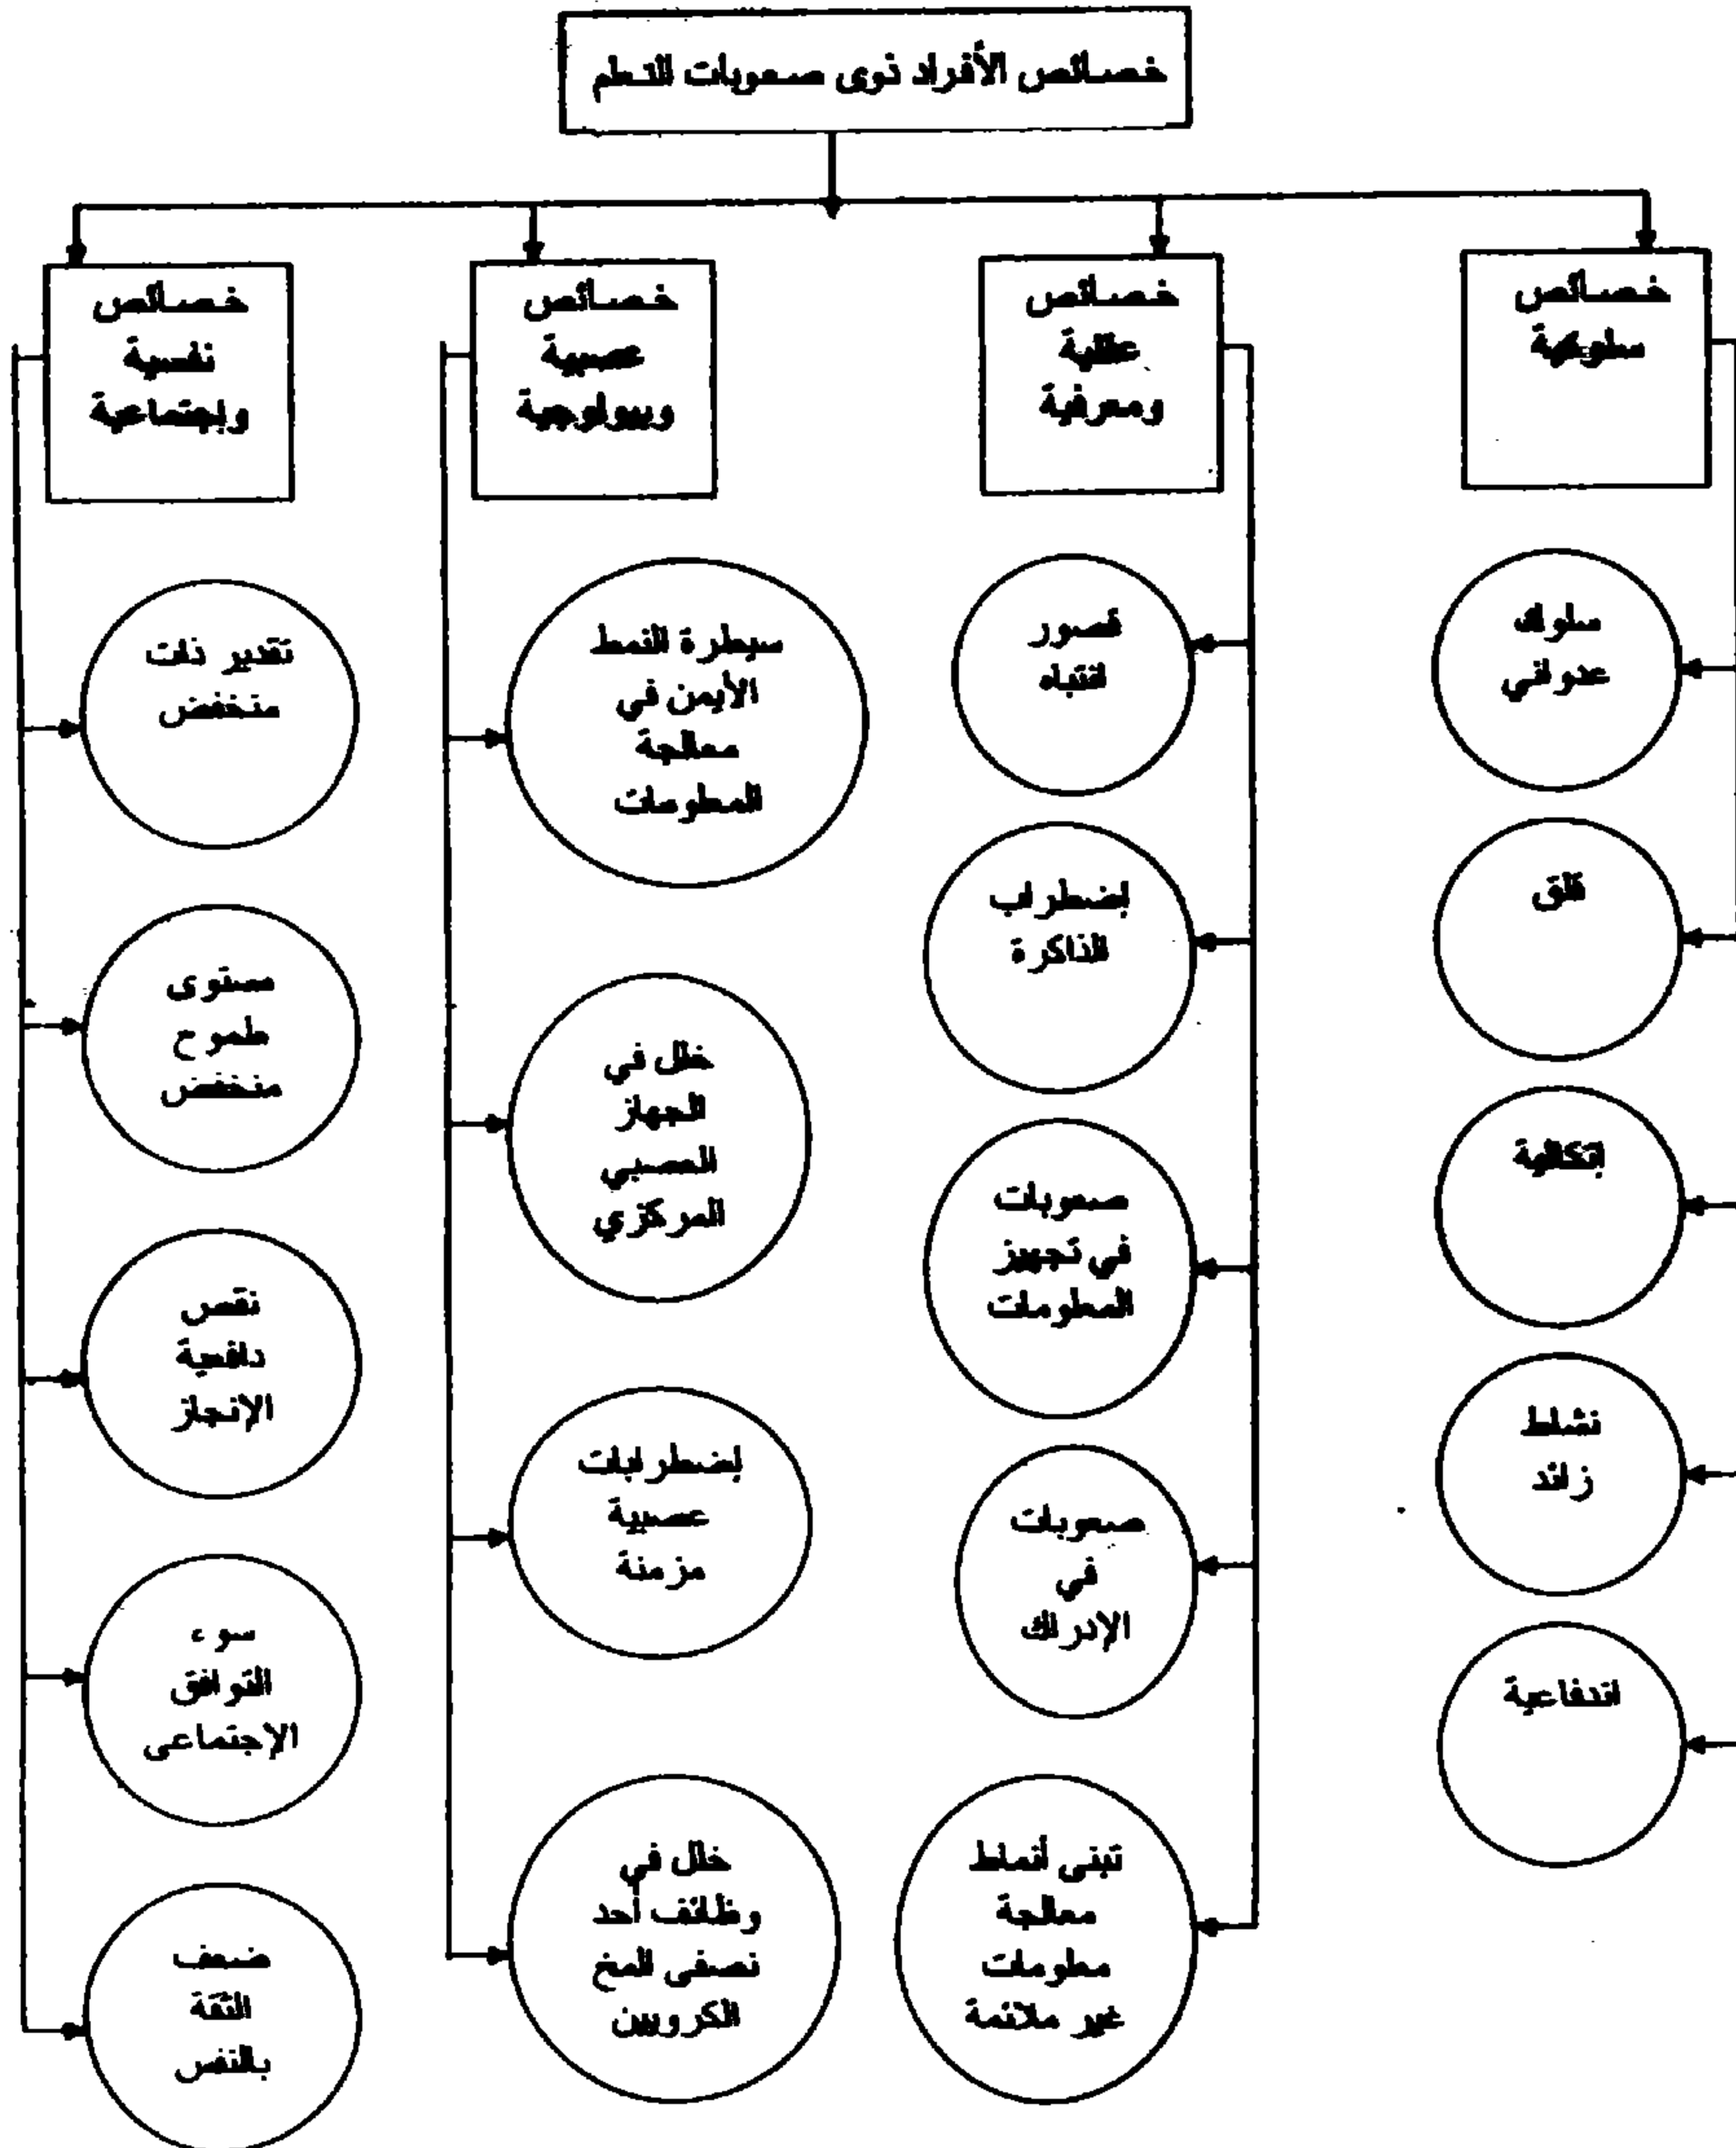 خصائص الأفراد ذوى صعوبات التعلم
خصائص
سلوكية
سلوك
عدواني
قلق
إتكالية
نشاط
زائد
اندفاعية
خصائص
عقلية
ومعرفية
قصور
انتباه
إضطراب
الذاكرة
صعوبات
في تجهيز
المعلومات
صعوبات
في
الإدراك
تبنى أنماط
معالجة
معلومات
غير ملائمة
خصائص
عصبية
وبيولوجية
سيطرة النمط
الأيمن في
معالجة
المعلومات
خلل في
الجهاز
العصبي
المركزي
إضطرابات
عصبية
مزمنة
خلل في
وظائف أحد
نصفى المخ
الكرويين
خصائص
نفسية
وإجتماعية
تقدير ذات
منخفض
مستوى
طموح
منخفض
نقص
دافعية
الإنجاز
سوء
التوافق
الإجتماعى
ضعف
الثقة
بالنفس